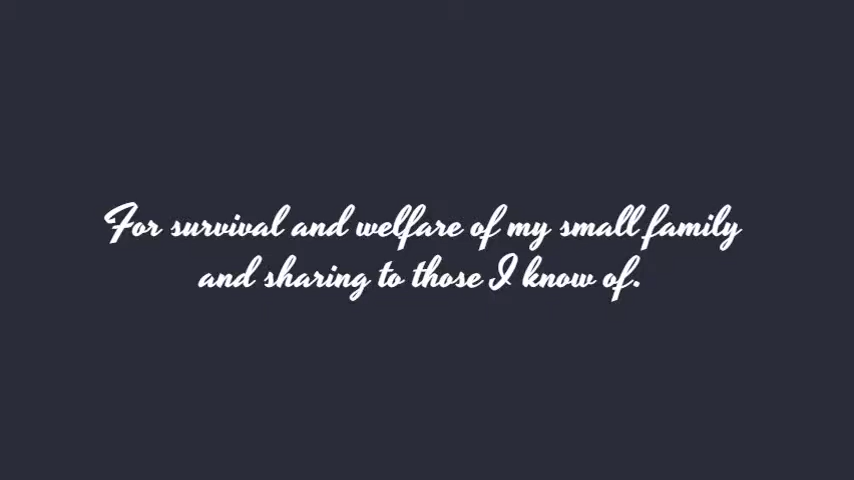 For survival and welfare of my small family
and sharing to those I know of.